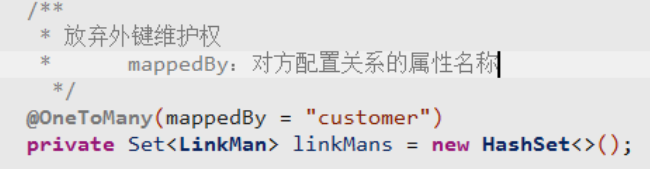 /**
* 放弃外键维护权
* mappedBy：对方配置关系的属性名称
*/
@OneToMany(mappedBy = "customer")
private Set<LinkMan> linkMans = new HashSet<>();